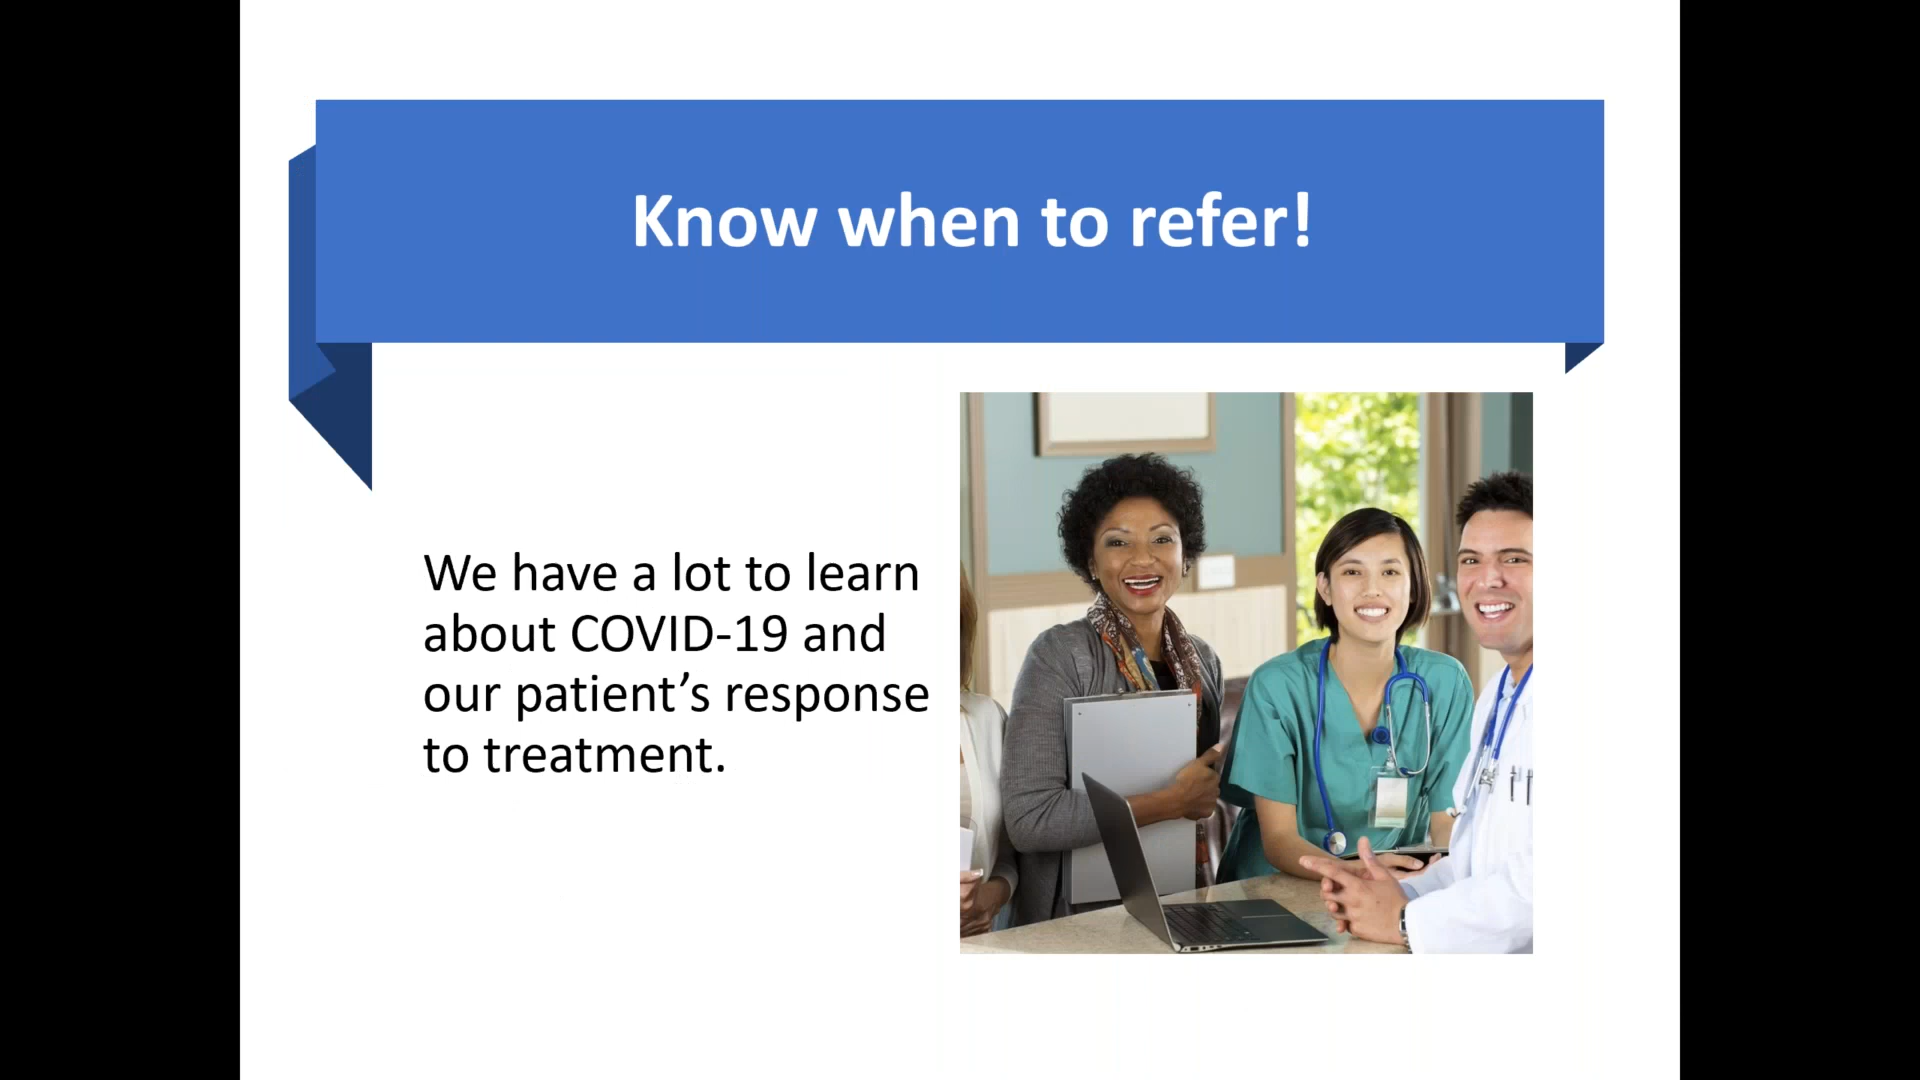 Know when to refer!
We have a lot to learn
about COVID-19 and
our patient’s response
to treatment.